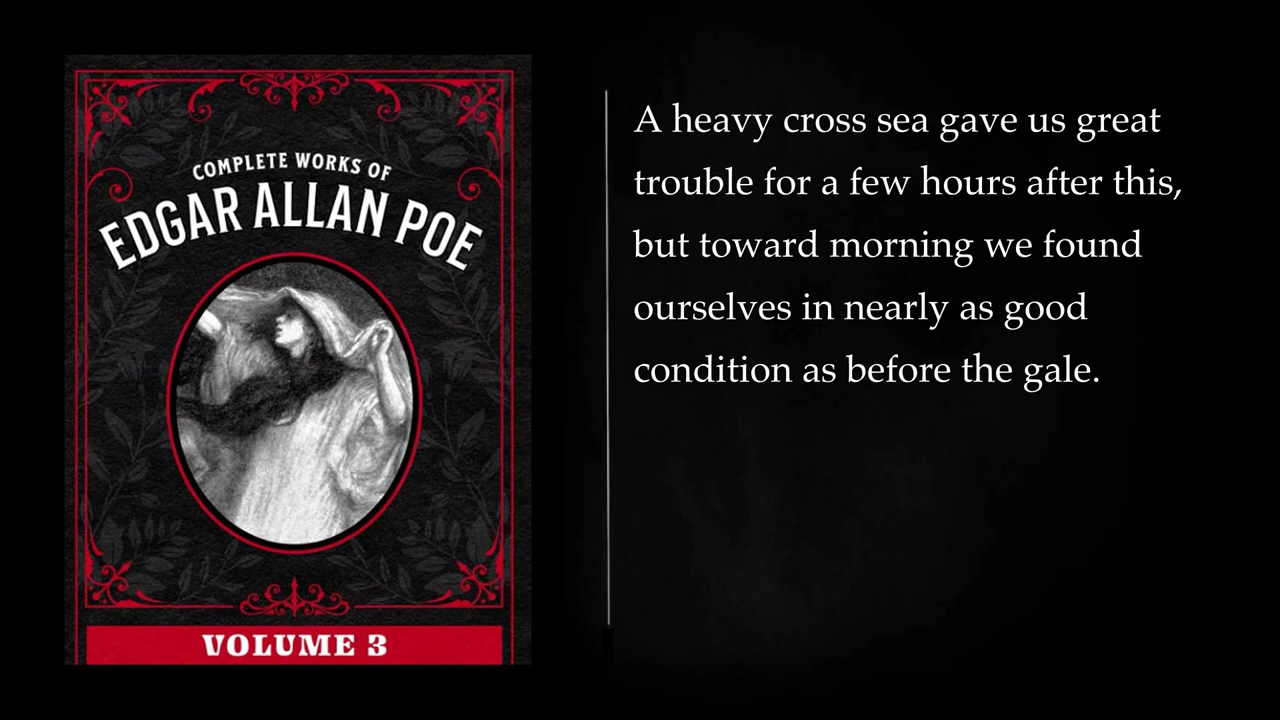 COMPLETE WORKS OF
EDGAR ALLAN POE
VOLUME 3
A heavy cross sea gave us great
trouble for a few hours after this,
but toward morning we found
ourselves in nearly as good
condition as before the gale.